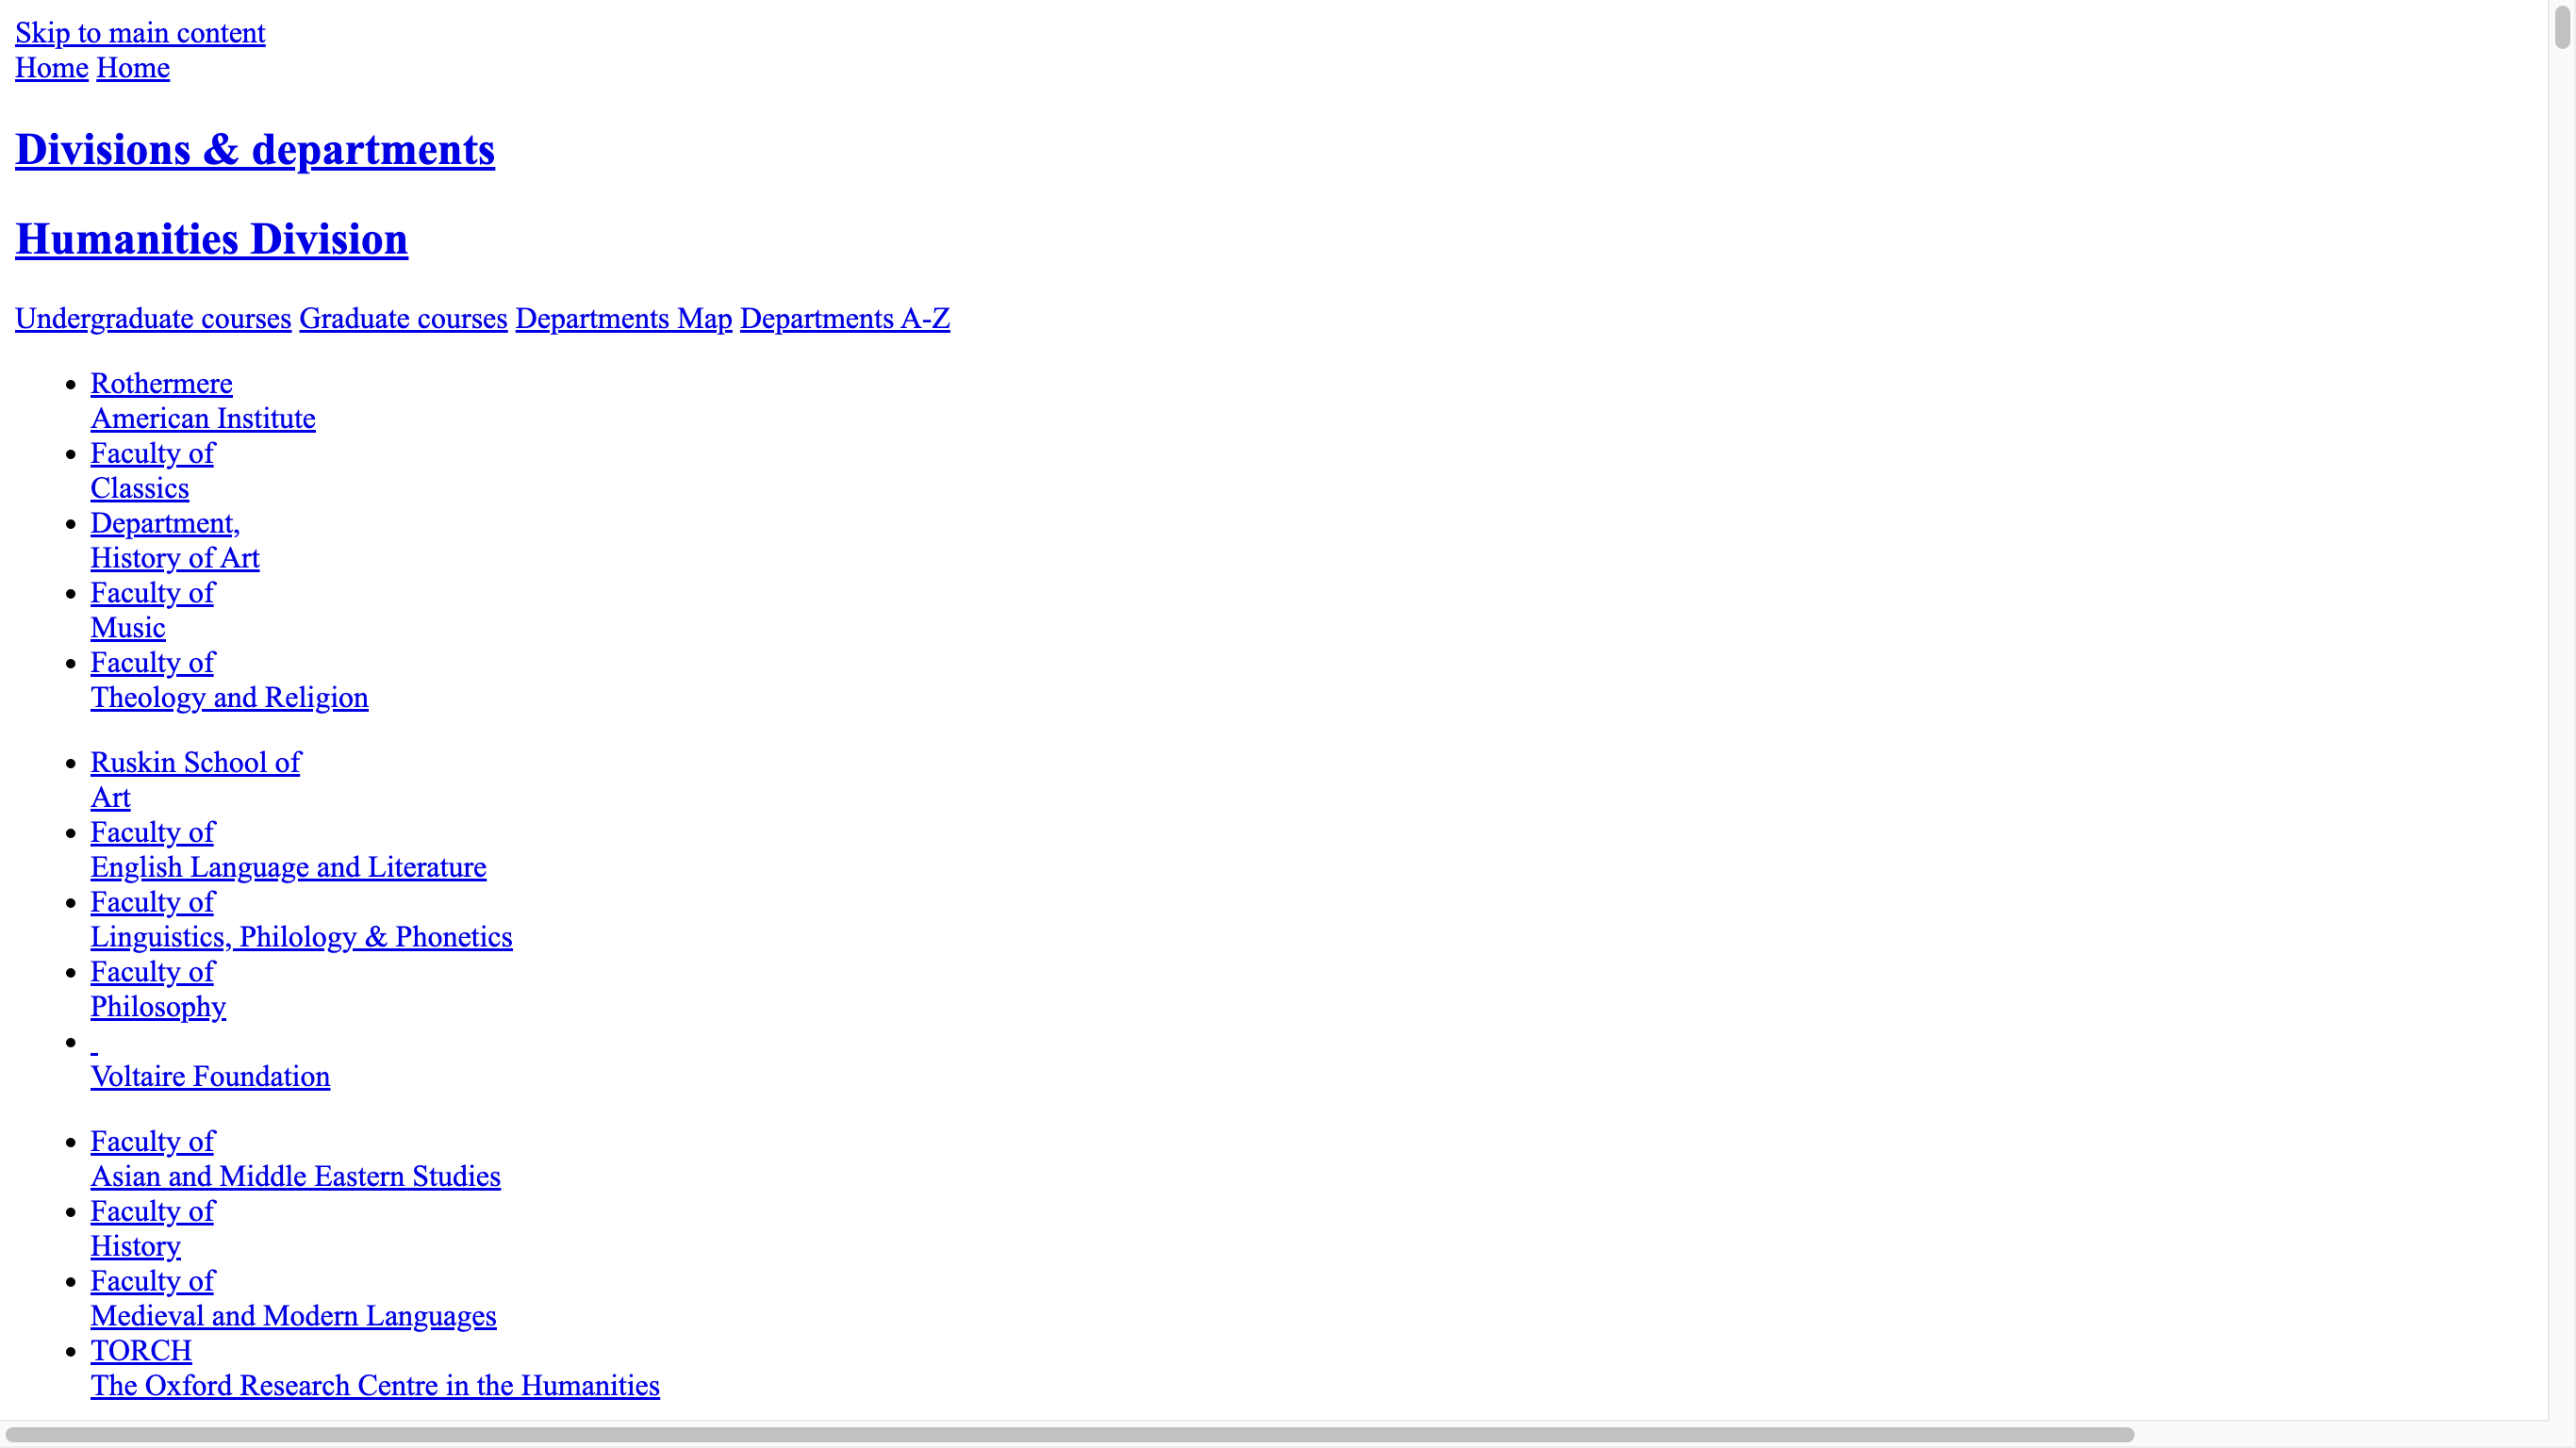 Skip to main content
Home Home
Divisions & departments
Humanities Division
Undergraduate courses Graduate courses Departments Map Departments A-Z
Rothermere
American Institute
Faculty of
Classics
Department,
History of Art
Faculty of
Music
Faculty of
Theology and Religion
Ruskin School of
Art
Faculty of
English Language and Literature
Faculty of
Linguistics, Philology & Phonetics
Faculty of
Philosophy
Voltaire Foundation
Faculty of
Asian and Middle Eastern Studies
Faculty of
History
Faculty of
Medieval and Modern Languages
TORCH
The Oxford Research Centre in the Humanities